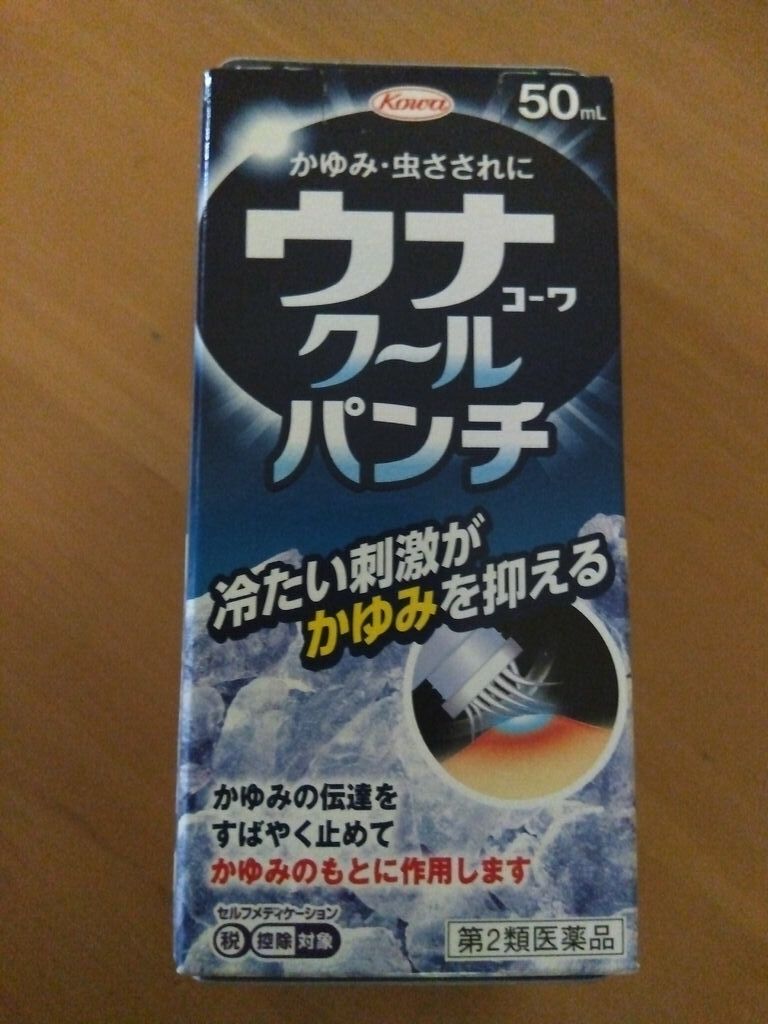 Kowa
50mL
かゆみ・虫さされに
ウナ
コーワ
クール
パンチ
冷たい刺激が
かゆみを抑える
かゆみの伝達を
すばやく止めて
かゆみのもとに作用します
セルフメディケーション
税 控除 対象
第2類医薬品